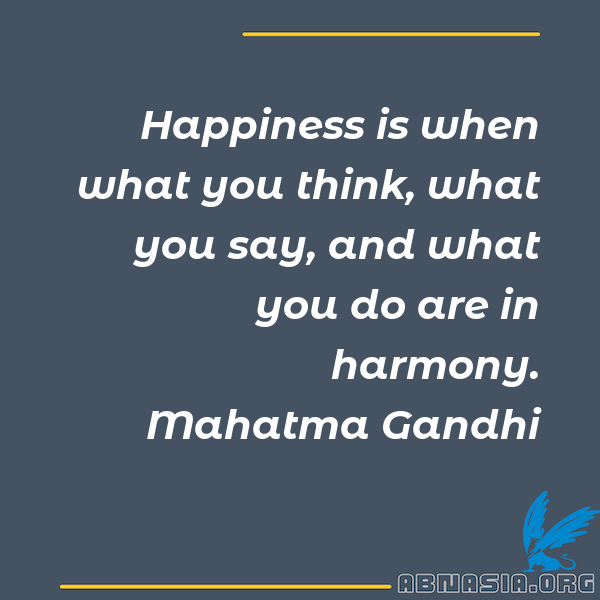 Happiness is when
what you think, what
you say, and what
you do are in
harmony.
Mahatma Gandhi
ABNASIA.ORG